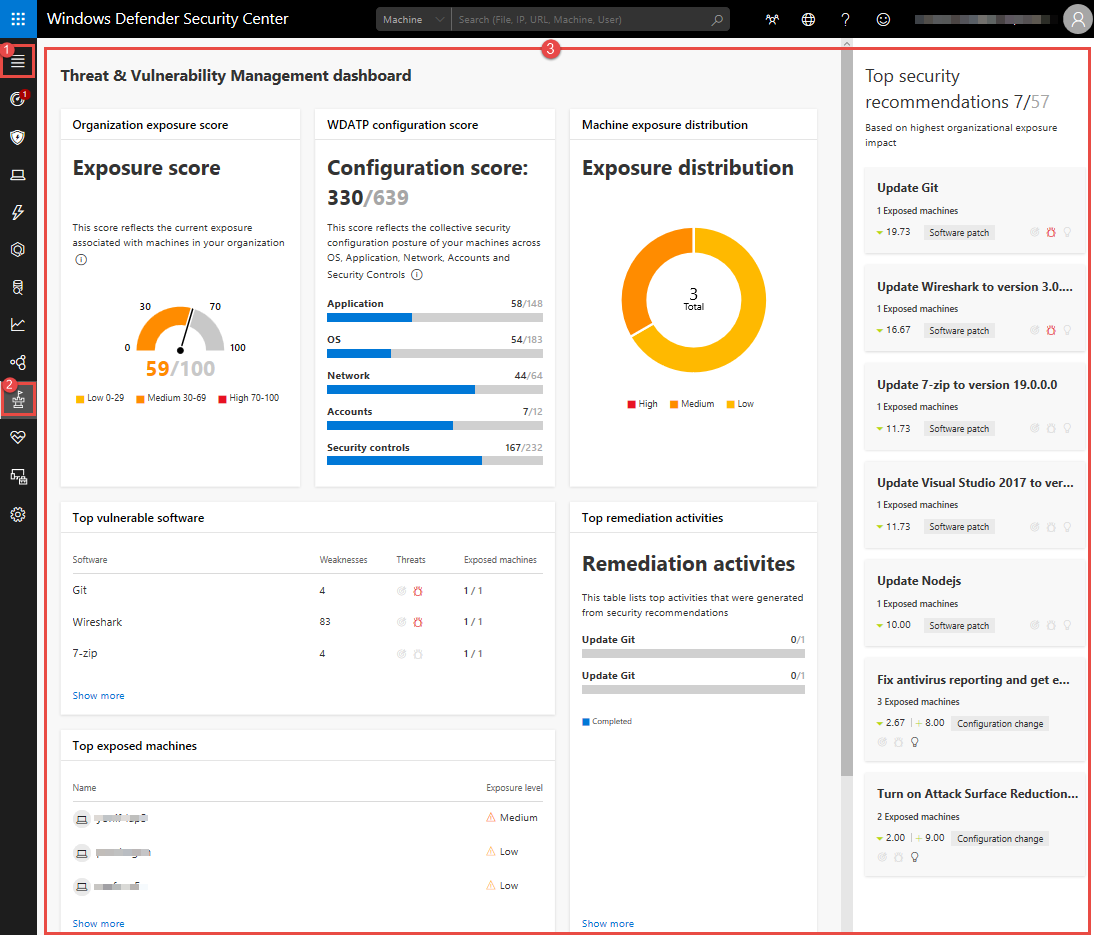 Windows Defender Security Center
Machine
Search (File, IP, URL, Machine, User)
?
1
1
2
3
Threat & Vulnerability Management dashboard
Organization exposure score
Exposure score
This score reflects the current exposure
associated with machines in your organization
0
30
70
100
59/100
Low 0-29
Medium 30-69
High 70-100
WDATP configuration score
Configuration score:
330/639
This score reflects the collective security
configuration posture of your machines across
OS, Application, Network, Accounts and
Security Controls
Application 58/148
OS 54/183
Network 44/64
Accounts 7/12
Security controls 167/232
Machine exposure distribution
Exposure distribution
3
Total
High
Medium
Low
Top vulnerable software
Software Weaknesses Threats Exposed machines
Git 4 1 / 1
Wireshark 83 1 / 1
7-zip 4 1 / 1
Show more
Top remediation activities
Remediation activites
This table lists top activities that were generated
from security recommendations
Update Git 0/1
Update Git 0/1
Completed
Show more
Top exposed machines
Name Exposure level
Medium
Low
Low
Show more
Top security
recommendations 7/57
Based on highest organizational exposure
impact
Update Git
1 Exposed machines
19.73 Software patch
Update Wireshark to version 3.0....
1 Exposed machines
16.67 Software patch
Update 7-zip to version 19.0.0.0
1 Exposed machines
11.73 Software patch
Update Visual Studio 2017 to ver...
1 Exposed machines
11.73 Software patch
Update Nodejs
1 Exposed machines
10.00 Software patch
Fix antivirus reporting and get e...
3 Exposed machines
2.67 | + 8.00 Configuration change
Turn on Attack Surface Reduction...
2 Exposed machines
2.00 | + 9.00 Configuration change